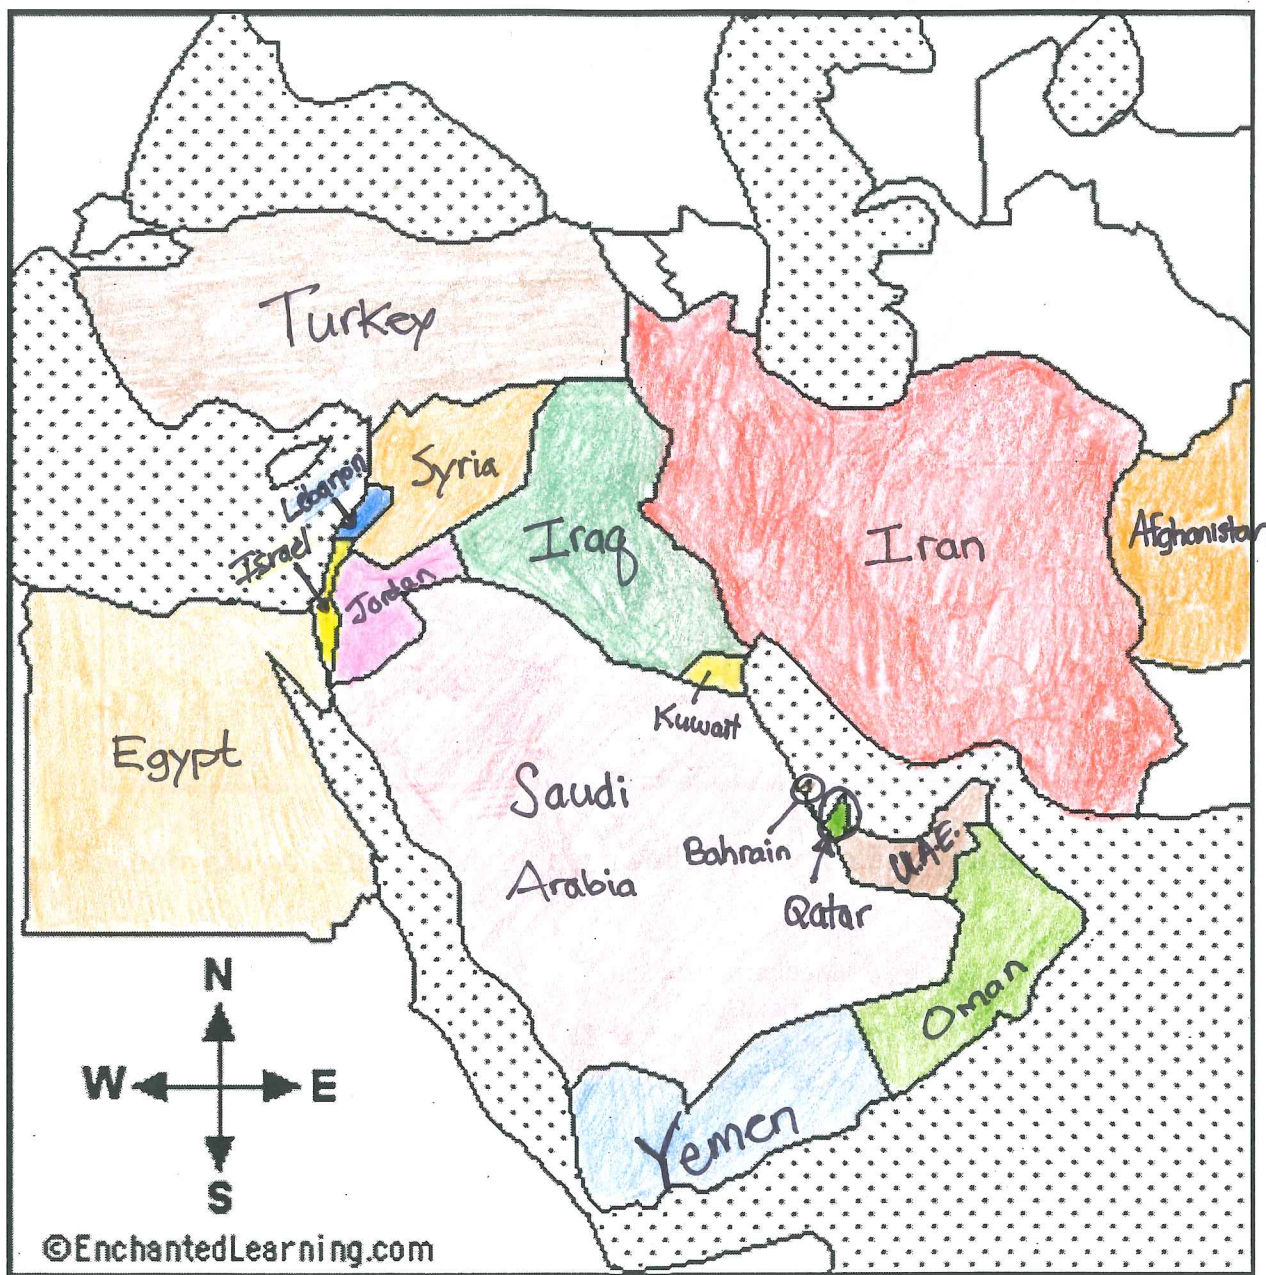 Turkey
Syria
Lebanon
Iraq
Iran
Afghanistan
Israel
Jordan
Kuwait
Egypt
Saudi
Arabia
Bahrain
Qatar
U.A.E.
Oman
Yemen
N
W E
S
©EnchantedLearning.com